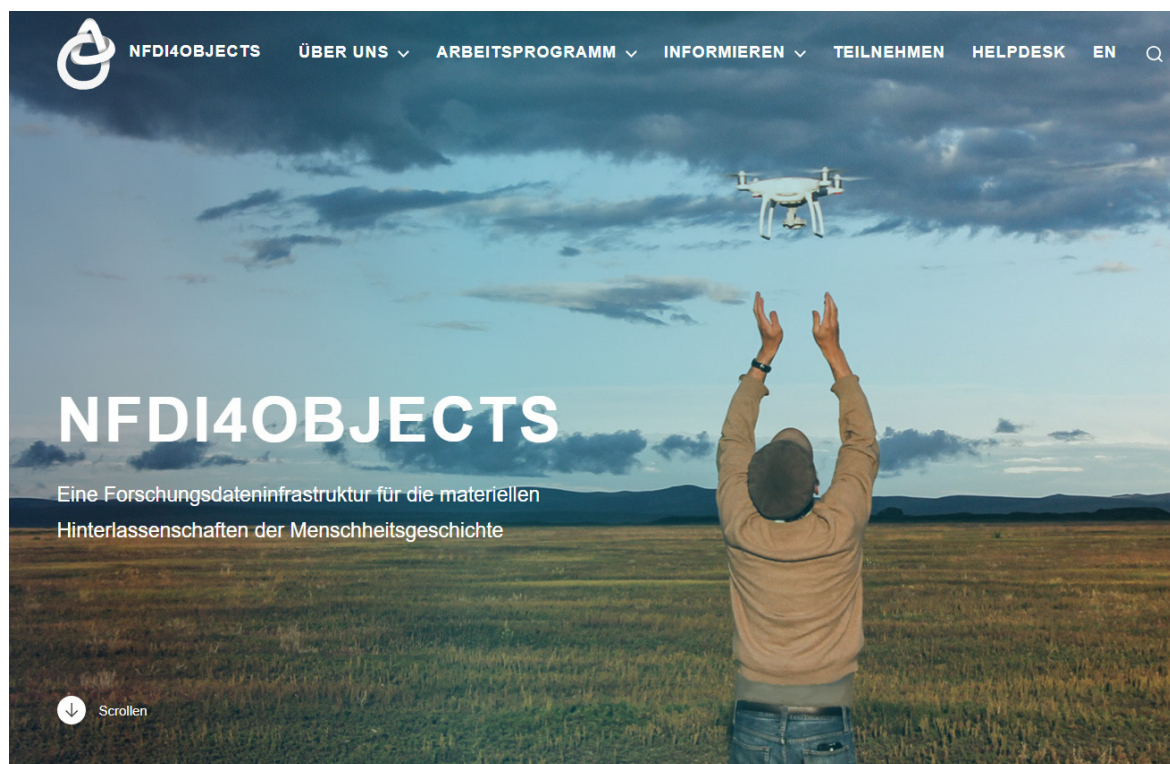 NFDI4OBJECTS
ÜBER UNS
ARBEITSPROGRAMM
INFORMIEREN
TEILNEHMEN
HELPDESK
EN
NFDI4OBJECTS
Eine Forschungsdateninfrastruktur für die materiellen
Hinterlassenschaften der Menschheitsgeschichte
Scrollen